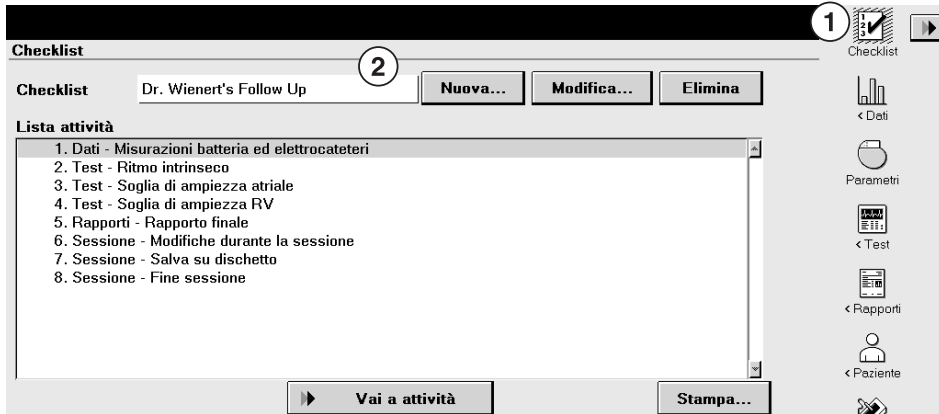 1
Checklist
Checklist
2
Checklist Dr. Wienert's Follow Up Nuova... Modifica... Elimina
< Dati
Lista attività
1. Dati - Misurazioni batteria ed elettrocateteri
2. Test - Ritmo intrinseco
3. Test - Soglia di ampiezza atriale
4. Test - Soglia di ampiezza RV
5. Rapporti - Rapporto finale
6. Sessione - Modifiche durante la sessione
7. Sessione - Salva su dischetto
8. Sessione - Fine sessione
Parametri
< Test
< Rapporti
< Paziente
Vai a attività Stampa...